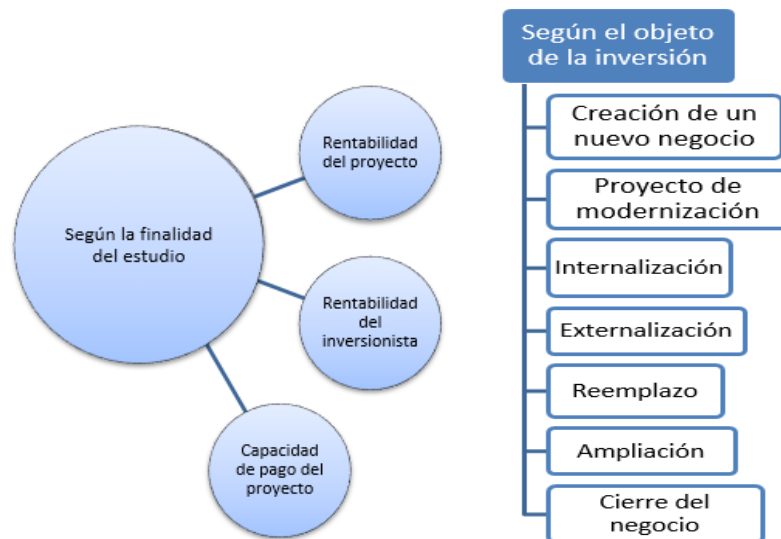 Según la finalidad
del estudio
Rentabilidad
del proyecto
Rentabilidad
del
inversionista
Capacidad
de pago del
proyecto
Según el objeto
de la inversión
Creación de un
nuevo negocio
Proyecto de
modernización
Internalización
Externalización
Reemplazo
Ampliación
Cierre del
negocio